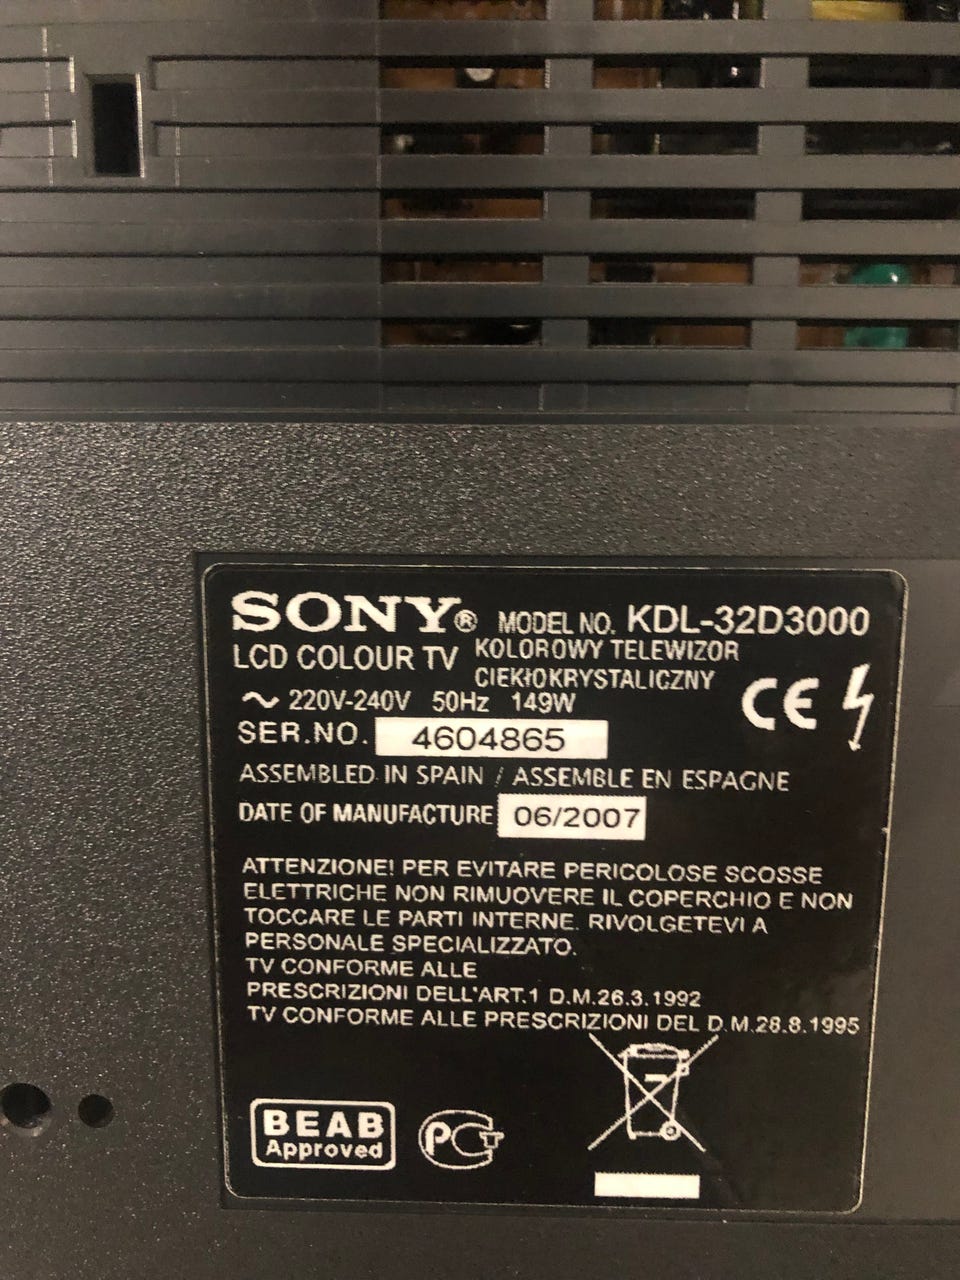 SONY® MODEL NO. KDL-32D3000
LCD COLOUR TV KOLOROWY TELEWIZOR
CIEKŁOKRYSTALICZNY
~ 220V-240V 50Hz 149W
CE
SER.NO. 4604865
ASSEMBLED IN SPAIN / ASSEMBLE EN ESPAGNE
DATE OF MANUFACTURE 06/2007
ATTENZIONE! PER EVITARE PERICOLOSE SCOSSE
ELETTRICHE NON RIMUOVERE IL COPERCHIO E NON
TOCCARE LE PARTI INTERNE. RIVOLGETEVI A
PERSONALE SPECIALIZZATO.
TV CONFORME ALLE
PRESCRIZIONI DELL'ART.1 D.M.26.3.1992
TV CONFORME ALLE PRESCRIZIONI DEL D.M.28.8.1995
BEAB
Approved
PCT